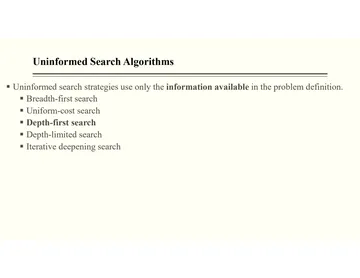 Uninformed Search Algorithms
▪ Uninformed search strategies use only the information available in the problem definition.
▪ Breadth-first search
▪ Uniform-cost search
▪ Depth-first search
▪ Depth-limited search
▪ Iterative deepening search